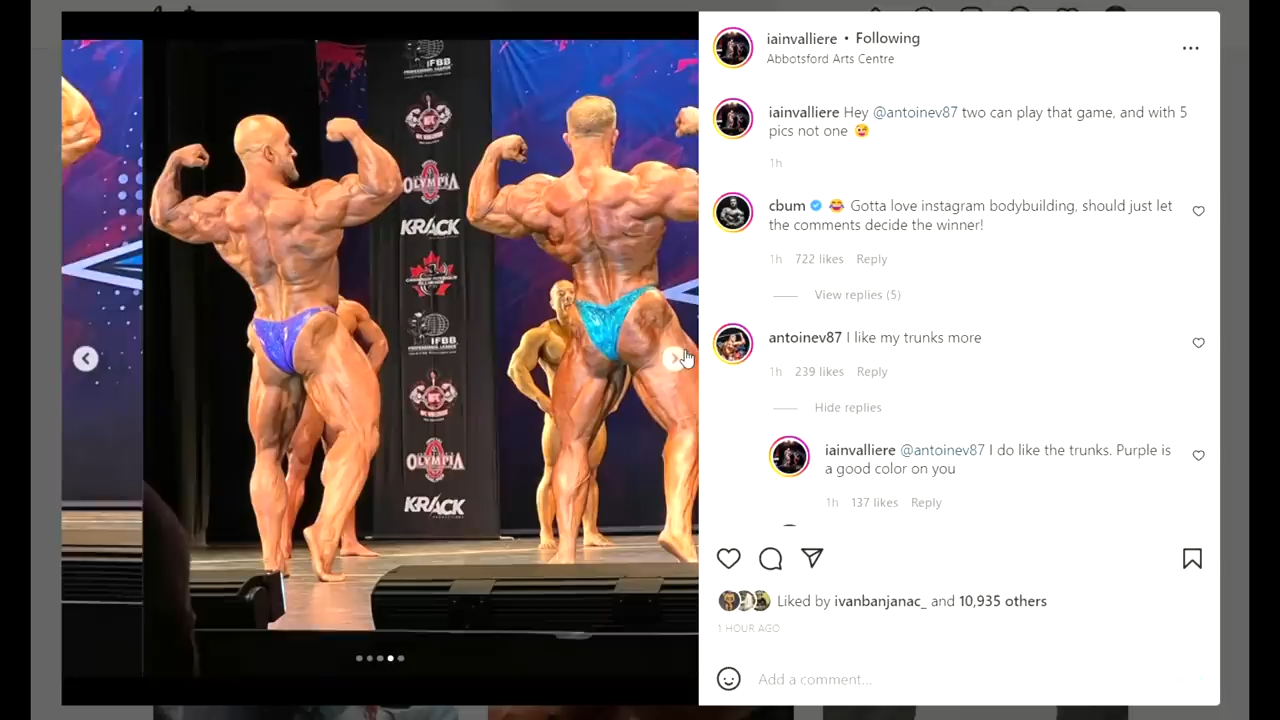 iainvalliere • Following
Abbotsford Arts Centre
iainvalliere Hey @antoinev87 two can play that game, and with 5
pics not one 😜
1h
cbum 😂 Gotta love instagram bodybuilding, should just let
the comments decide the winner!
1h 722 likes Reply
View replies (5)
antoinev87 I like my trunks more
1h 239 likes Reply
Hide replies
iainvalliere @antoinev87 I do like the trunks. Purple is
a good color on you
1h 137 likes Reply
Liked by ivanbanjanac_ and 10,935 others
1 HOUR AGO
Add a comment...
IFBB
OLYMPIA
KRACK
IFBB
OLYMPIA
KRACK